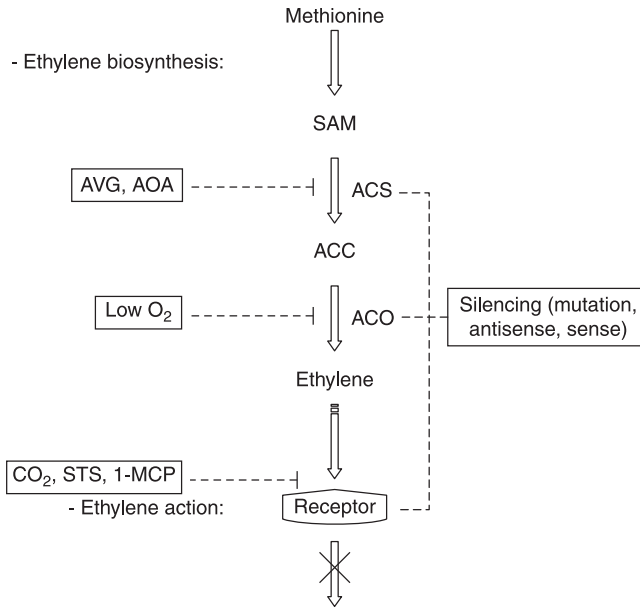 Methionine
- Ethylene biosynthesis:
SAM
AVG, AOA
ACS
ACC
Low O₂
ACO
Silencing (mutation,
antisense, sense)
Ethylene
CO₂, STS, 1-MCP
- Ethylene action:
Receptor